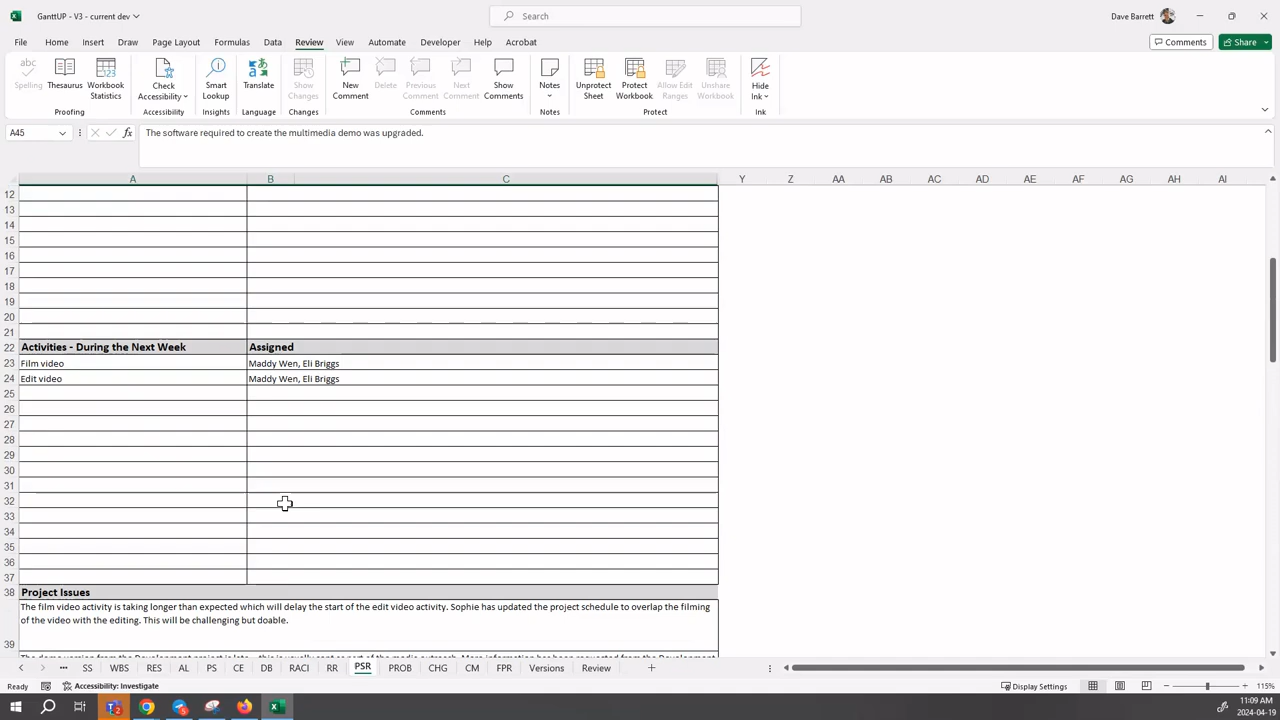 GanttUP - V3 - current dev
Search
Dave Barrett
File Home Insert Draw Page Layout Formulas Data Review View Automate Developer Help Acrobat
Comments Share
Spelling Thesaurus Workbook Statistics Check Accessibility Smart Lookup Translate Show Changes New Comment Delete Previous Comment Next Comment Show Comments Notes Unprotect Sheet Protect Workbook Allow Edit Ranges Unshare Workbook Hide Ink
Proofing Accessibility Insights Language Changes Comments Notes Protect Ink
A45 fx The software required to create the multimedia demo was upgraded.
A B C Y Z AA AB AC AD AE AF AG AH AI
12
13
14
15
16
17
18
19
20
21
22 Activities - During the Next Week Assigned
23 Film video Maddy Wen, Eli Briggs
24 Edit video Maddy Wen, Eli Briggs
25
26
27
28
29
30
31
32
33
34
35
36
37
38 Project Issues
The film video activity is taking longer than expected which will delay the start of the edit video activity. Sophie has updated the project schedule to overlap the filming
of the video with the editing. This will be challenging but doable.
39
SS WBS RES AL PS CE DB RACI RR PSR PROB CHG CM FPR Versions Review
Ready Accessibility: Investigate Display Settings 115%
11:09 AM
2024-04-19